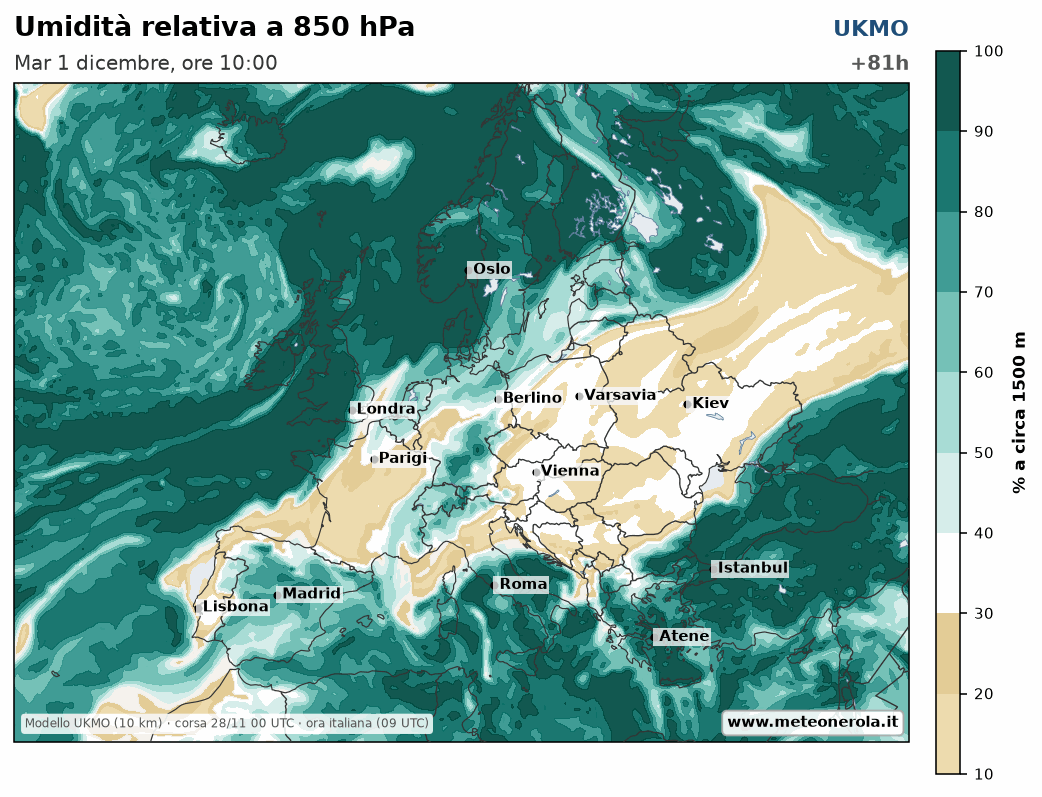 Umidità relativa a 850 hPa
UKMO
Mar 1 dicembre, ore 10:00
+81h
100
90
80
70
60
50
40
30
20
10
% a circa 1500 m
Oslo
Londra
Berlino
Varsavia
Kiev
Parigi
Vienna
Istanbul
Roma
Madrid
Lisbona
Atene
Modello UKMO (10 km) · corsa 28/11 00 UTC · ora italiana (09 UTC)
www.meteonerola.it